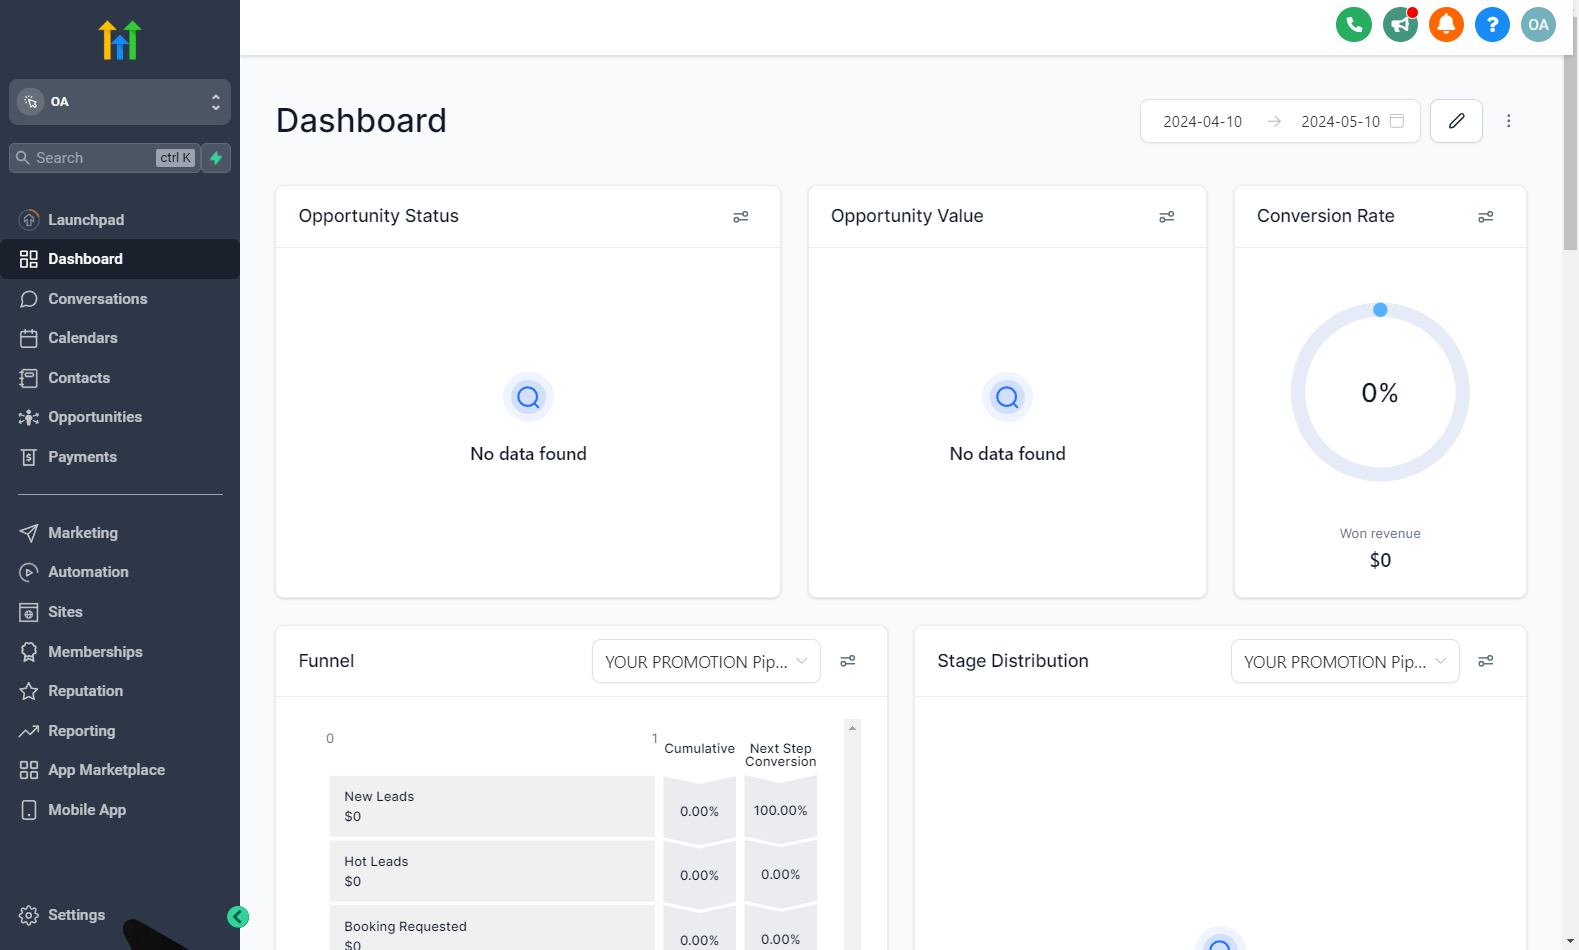 OA
Search
ctrl K
Launchpad
Dashboard
Conversations
Calendars
Contacts
Opportunities
Payments
Marketing
Automation
Sites
Memberships
Reputation
Reporting
App Marketplace
Mobile App
Settings
?
OA
Dashboard
2024-04-10
2024-05-10
Opportunity Status
No data found
Opportunity Value
No data found
Conversion Rate
0%
Won revenue
$0
Funnel
YOUR PROMOTION Pip...
0
1
Cumulative
Next Step
Conversion
New Leads
$0
0.00%
100.00%
Hot Leads
$0
0.00%
0.00%
Booking Requested
$0
0.00%
0.00%
Stage Distribution
YOUR PROMOTION Pip...